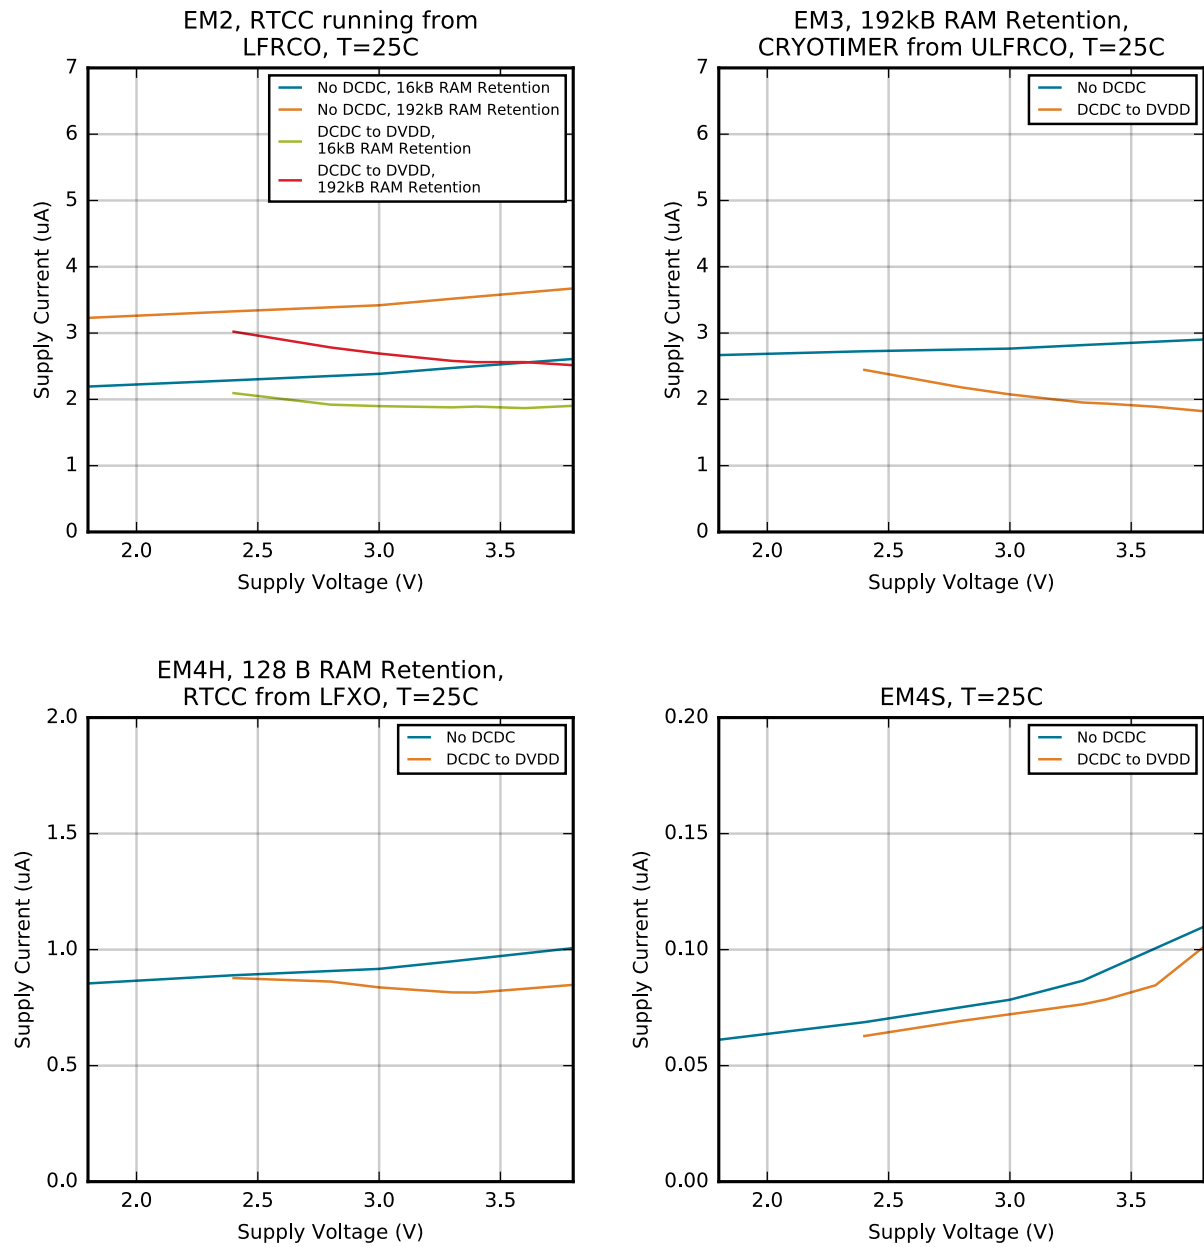 EM2, RTCC running from
LFRCO, T=25C
7
6
5
4
3
2
1
0
Supply Current (uA)
No DCDC, 16kB RAM Retention
No DCDC, 192kB RAM Retention
DCDC to DVDD,
16kB RAM Retention
DCDC to DVDD,
192kB RAM Retention
2.0 2.5 3.0 3.5
Supply Voltage (V)
EM3, 192kB RAM Retention,
CRYOTIMER from ULFRCO, T=25C
7
6
5
4
3
2
1
0
Supply Current (uA)
No DCDC
DCDC to DVDD
2.0 2.5 3.0 3.5
Supply Voltage (V)
EM4H, 128 B RAM Retention,
RTCC from LFXO, T=25C
2.0
1.5
1.0
0.5
0.0
Supply Current (uA)
No DCDC
DCDC to DVDD
2.0 2.5 3.0 3.5
Supply Voltage (V)
EM4S, T=25C
0.20
0.15
0.10
0.05
0.00
Supply Current (uA)
No DCDC
DCDC to DVDD
2.0 2.5 3.0 3.5
Supply Voltage (V)